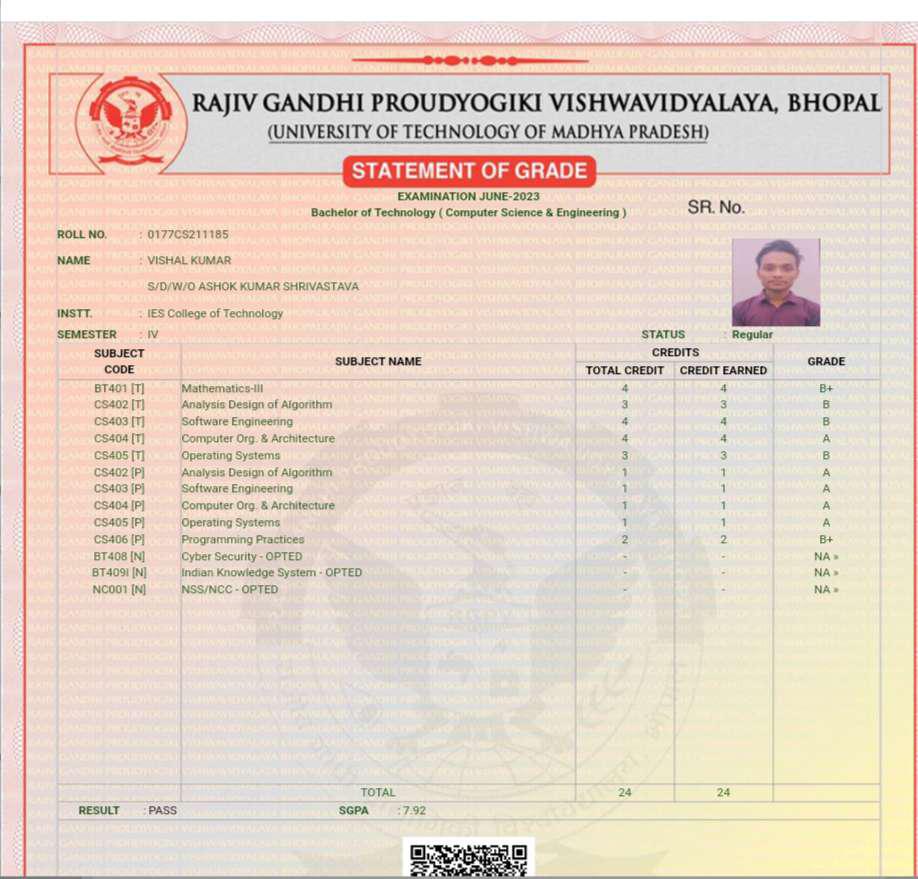 RAJIV GANDHI PROUDYOGIKI VISHWAVIDYALAYA, BHOPAL
(UNIVERSITY OF TECHNOLOGY OF MADHYA PRADESH)
STATEMENT OF GRADE
EXAMINATION JUNE-2023
Bachelor of Technology ( Computer Science & Engineering )
SR. No.
ROLL NO. : 0177CS211185
NAME : VISHAL KUMAR
S/D/W/O ASHOK KUMAR SHRIVASTAVA
INSTT. : IES College of Technology
SEMESTER : IV STATUS : Regular
SUBJECT CODE SUBJECT NAME CREDITS GRADE
TOTAL CREDIT CREDIT EARNED
BT401 [T] Mathematics-III 4 4 B+
CS402 [T] Analysis Design of Algorithm 3 3 B
CS403 [T] Software Engineering 4 4 B
CS404 [T] Computer Org. & Architecture 4 4 A
CS405 [T] Operating Systems 3 3 B
CS402 [P] Analysis Design of Algorithm 1 1 A
CS403 [P] Software Engineering 1 1 A
CS404 [P] Computer Org. & Architecture 1 1 A
CS405 [P] Operating Systems 1 1 A
CS406 [P] Programming Practices 2 2 B+
BT408 [N] Cyber Security - OPTED - - NA »
BT409I [N] Indian Knowledge System - OPTED - - NA »
NC001 [N] NSS/NCC - OPTED - - NA »
TOTAL 24 24
RESULT : PASS SGPA : 7.92